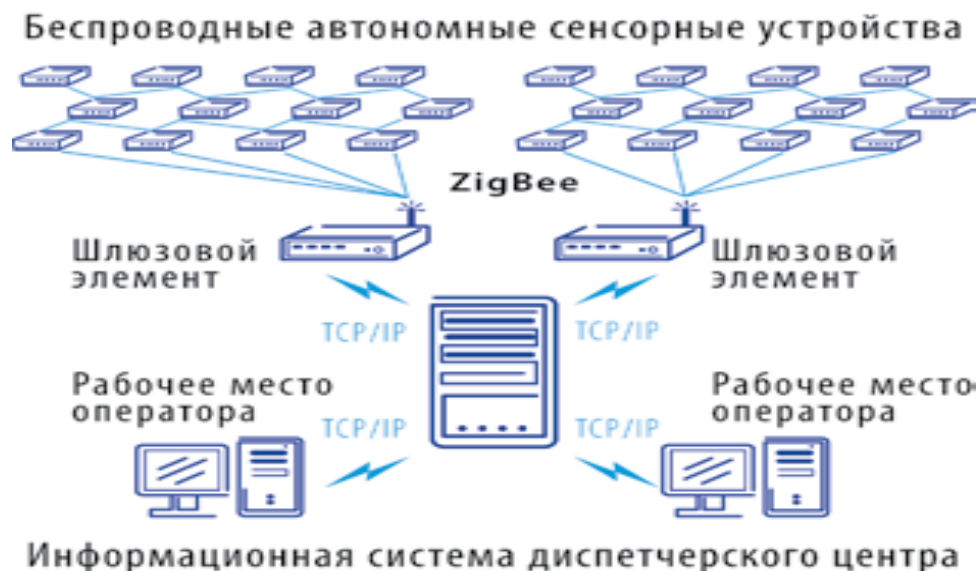 Беспроводные автономные сенсорные устройства
ZigBee
Шлюзовой
элемент
Шлюзовой
элемент
TCP/IP
TCP/IP
Рабочее место
оператора
Рабочее место
оператора
TCP/IP
TCP/IP
Информационная система диспетчерского центра